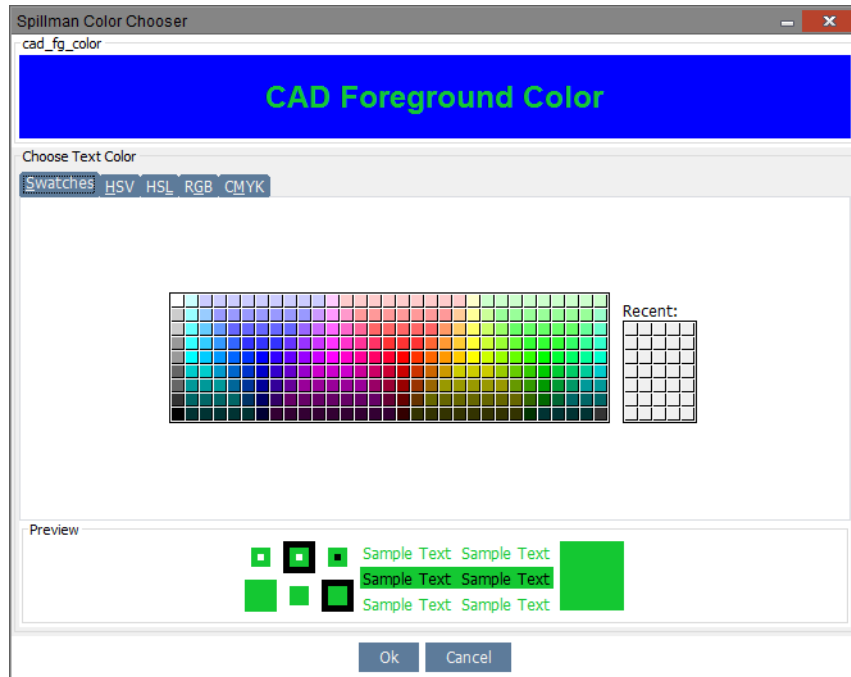 Spillman Color Chooser
cad_fg_color
CAD Foreground Color
Choose Text Color
Swatches HSV HSL RGB CMYK
Recent:
Preview
Sample Text Sample Text
Sample Text Sample Text
Sample Text Sample Text
Ok Cancel